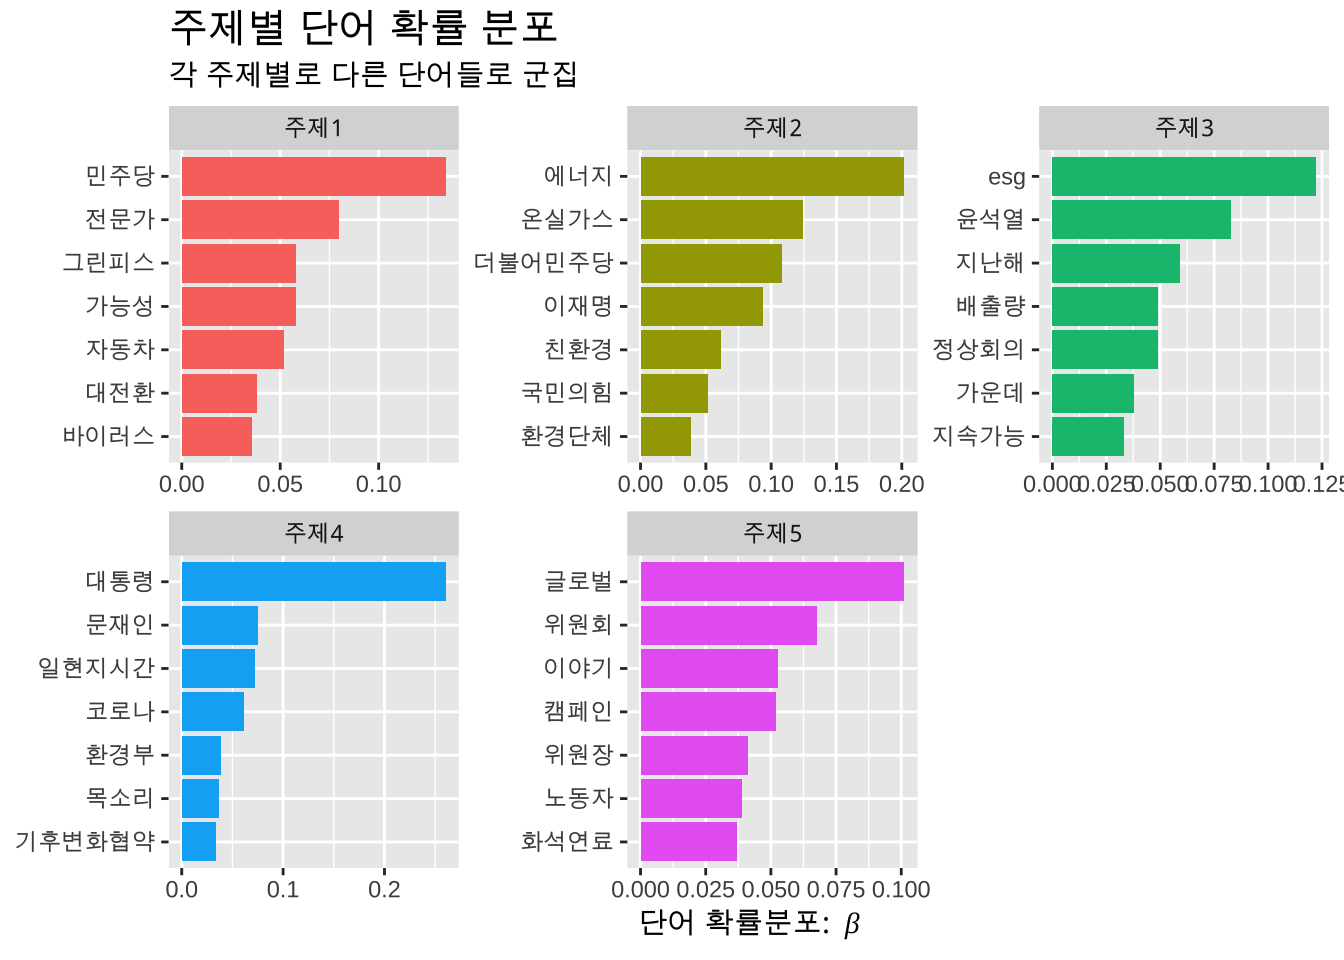 주제별 단어 확률 분포
각 주제별로 다른 단어들로 군집
주제1
민주당
전문가
그린피스
가능성
자동차
대전환
바이러스
0.00 0.05 0.10
주제2
에너지
온실가스
더불어민주당
이재명
친환경
국민의힘
환경단체
0.00 0.05 0.10 0.15 0.20
주제3
esg
윤석열
지난해
배출량
정상회의
가운데
지속가능
0.000 0.025 0.050 0.075 0.100 0.125
주제4
대통령
문재인
일현지시간
코로나
환경부
목소리
기후변화협약
0.0 0.1 0.2
주제5
글로벌
위원회
이야기
캠페인
위원장
노동자
화석연료
0.000 0.025 0.050 0.075 0.100
단어 확률분포: β